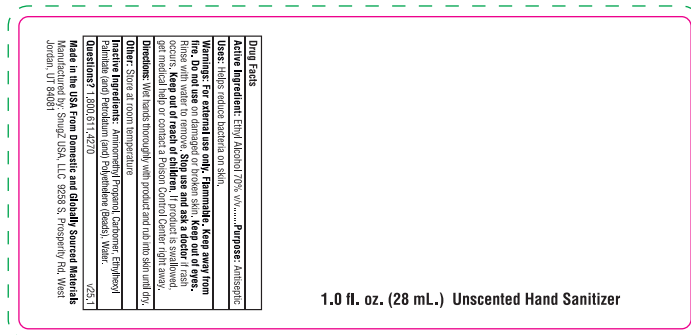 Drug Facts
Active Ingredient: Ethyl Alcohol 70% v/v......Purpose: Antiseptic
Uses: Helps reduce bacteria on skin.
Warnings: For external use only. Flammable. Keep away from
fire. Do not use on damaged or broken skin. Keep out of eyes.
Rinse with water to remove. Stop use and ask a doctor if rash
occurs. Keep out of reach of children. If product is swallowed,
get medical help or contact a Poison Control Center right away.
Directions: Wet hands thoroughly with product and rub into skin until dry.
Other: Store at room temperature
Inactive Ingredients: Aminomethyl Propanol, Carbomer, Ethylhexyl
Palmitate (and) Petrolatum (and) Polyethelene (Beads), Water.
Questions? 1.800.611.4270 v25.1
Made in the USA From Domestic and Globally Sourced Materials
Manufactured by: SnugZ USA, LLC 9258 S. Prosperity Rd. West
Jordan, UT 84081
1.0 fl. oz. (28 mL.) Unscented Hand Sanitizer